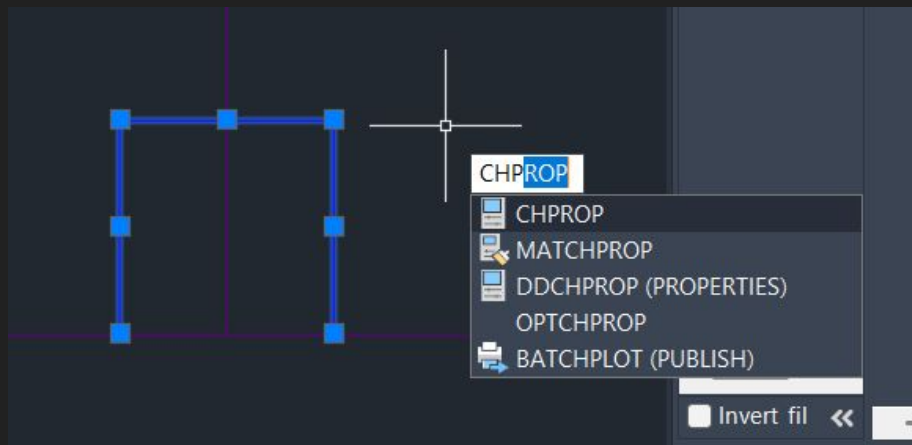 CHPROP
CHPROP
MATCHPROP
DDCHPROP (PROPERTIES)
OPTCHPROP
BATCHPLOT (PUBLISH)
Invert fil